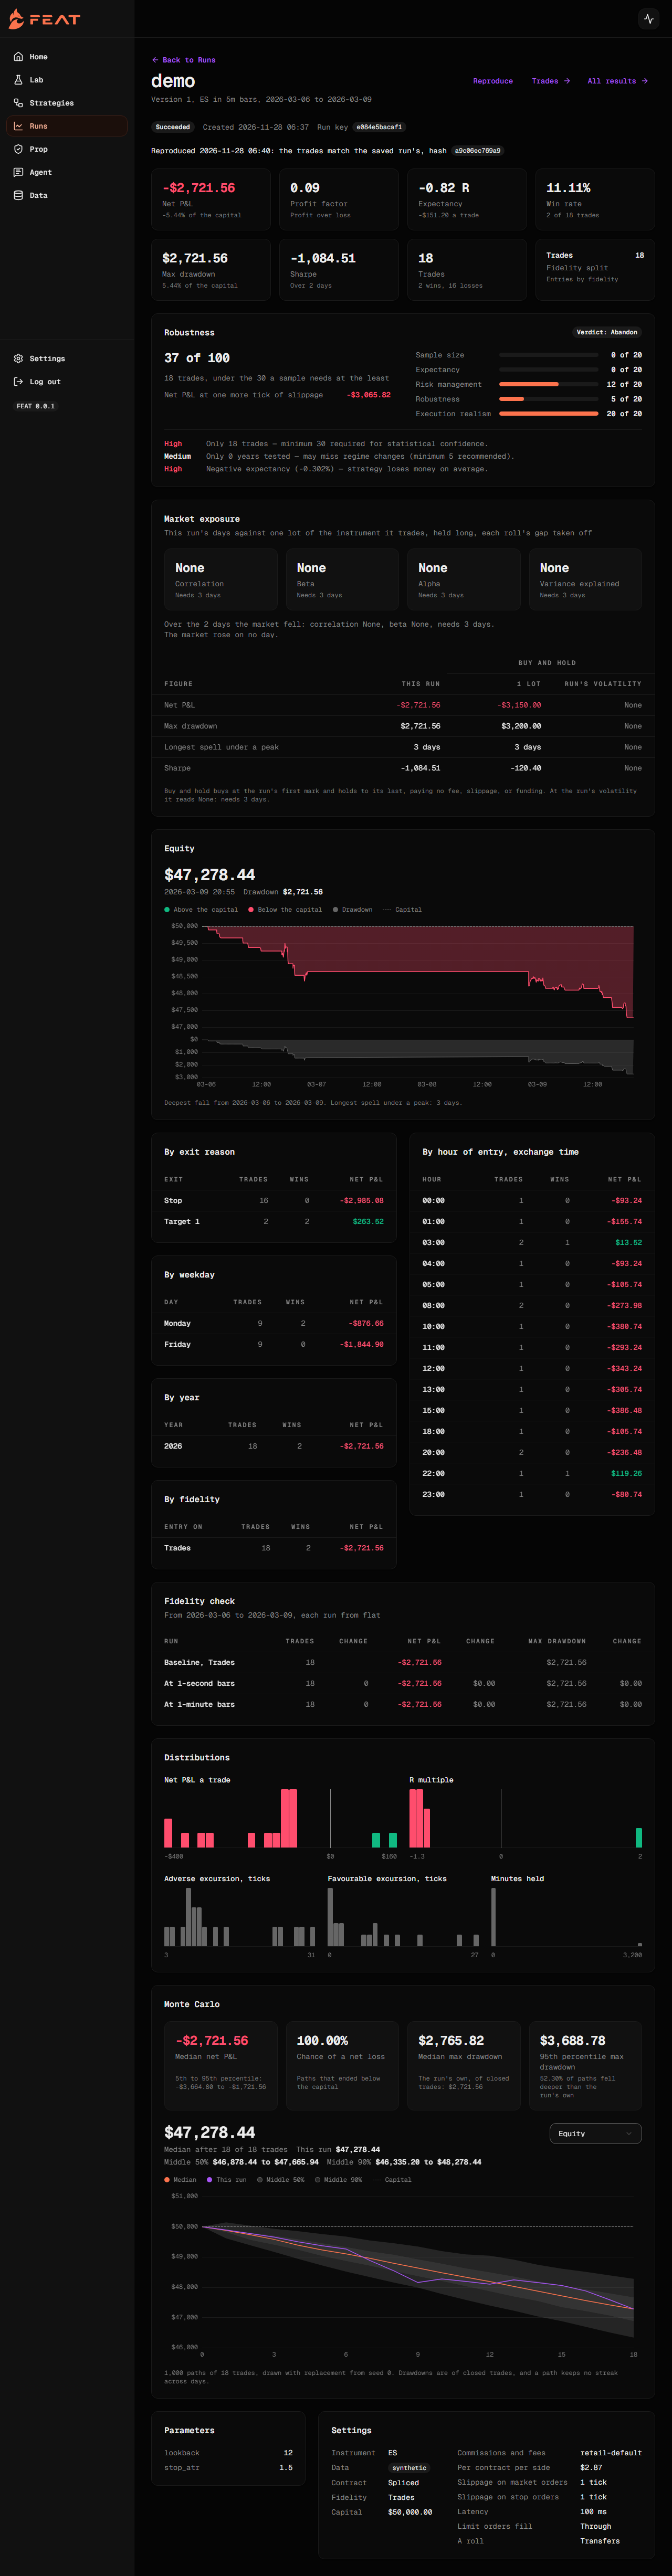 FEAT
Home
Lab
Strategies
Runs
Prop
Agent
Data
Settings
Log out
FEAT 0.0.1
← Back to Runs
demo
Reproduce
Trades →
All results →
Version 1, ES in 5m bars, 2026-03-06 to 2026-03-09
Succeeded Created 2026-11-28 06:37 Run key e084e5bacaf1
Reproduced 2026-11-28 06:40: the trades match the saved run's, hash a9c06ec769a9
-$2,721.56
Net P&L
-5.44% of the capital
0.09
Profit factor
Profit over loss
-0.82 R
Expectancy
-$151.20 a trade
11.11%
Win rate
2 of 18 trades
$2,721.56
Max drawdown
5.44% of the capital
-1,084.51
Sharpe
Over 2 days
18
Trades
2 wins, 16 losses
Trades 18
Fidelity split
Entries by fidelity
Robustness
Verdict: Abandon
37 of 100
18 trades, under the 30 a sample needs at the least
Net P&L at one more tick of slippage -$3,065.82
Sample size 0 of 20
Expectancy 0 of 20
Risk management 12 of 20
Robustness 5 of 20
Execution realism 20 of 20
High Only 18 trades — minimum 30 required for statistical confidence.
Medium Only 0 years tested — may miss regime changes (minimum 5 recommended).
High Negative expectancy (-0.302%) — strategy loses money on average.
Market exposure
This run's days against one lot of the instrument it trades, held long, each roll's gap taken off
None
Correlation
Needs 3 days
None
Beta
Needs 3 days
None
Alpha
Needs 3 days
None
Variance explained
Needs 3 days
Over the 2 days the market fell: correlation None, beta None, needs 3 days.
The market rose on no day.
BUY AND HOLD
FIGURE THIS RUN 1 LOT RUN'S VOLATILITY
Net P&L -$2,721.56 -$3,150.00 None
Max drawdown $2,721.56 $3,200.00 None
Longest spell under a peak 3 days 3 days None
Sharpe -1,084.51 -120.40 None
Buy and hold buys at the run's first mark and holds to its last, paying no fee, slippage, or funding. At the run's volatility
it reads None: needs 3 days.
Equity
$47,278.44
2026-03-09 20:55 Drawdown $2,721.56
Above the capital Below the capital Drawdown Capital
$50,000
$49,500
$49,000
$48,500
$48,000
$47,500
$47,000
$0
$1,000
$2,000
$3,000
03-06 12:00 03-07 12:00 03-08 12:00 03-09 12:00
Deepest fall from 2026-03-06 to 2026-03-09. Longest spell under a peak: 3 days.
By exit reason
EXIT TRADES WINS NET P&L
Stop 16 0 -$2,985.08
Target 1 2 2 $263.52
By weekday
DAY TRADES WINS NET P&L
Monday 9 2 -$876.66
Friday 9 0 -$1,844.90
By year
YEAR TRADES WINS NET P&L
2026 18 2 -$2,721.56
By fidelity
ENTRY ON TRADES WINS NET P&L
Trades 18 2 -$2,721.56
By hour of entry, exchange time
HOUR TRADES WINS NET P&L
00:00 1 0 -$93.24
01:00 1 0 -$155.74
03:00 2 1 $13.52
04:00 1 0 -$93.24
05:00 1 0 -$105.74
08:00 2 0 -$273.98
10:00 1 0 -$380.74
11:00 1 0 -$293.24
12:00 1 0 -$343.24
13:00 1 0 -$305.74
15:00 1 0 -$386.48
18:00 1 0 -$105.74
20:00 2 0 -$236.48
22:00 1 1 $119.26
23:00 1 0 -$80.74
Fidelity check
From 2026-03-06 to 2026-03-09, each run from flat
RUN TRADES CHANGE NET P&L CHANGE MAX DRAWDOWN CHANGE
Baseline, Trades 18 -$2,721.56 $2,721.56
At 1-second bars 18 0 -$2,721.56 $0.00 $2,721.56 $0.00
At 1-minute bars 18 0 -$2,721.56 $0.00 $2,721.56 $0.00
Distributions
Net P&L a trade
-$400 $0 $160
R multiple
-1.3 0 2
Adverse excursion, ticks
3 31
Favourable excursion, ticks
0 27
Minutes held
0 3,200
Monte Carlo
-$2,721.56
Median net P&L
5th to 95th percentile:
-$3,664.80 to -$1,721.56
100.00%
Chance of a net loss
Paths that ended below
the capital
$2,765.82
Median max drawdown
The run's own, of closed
trades: $2,721.56
$3,688.78
95th percentile max
drawdown
52.30% of paths fell
deeper than the
run's own
$47,278.44
Equity
Median after 18 of 18 trades This run $47,278.44
Middle 50% $46,878.44 to $47,665.94 Middle 90% $46,335.20 to $48,278.44
Median This run Middle 50% Middle 90% Capital
$51,000
$50,000
$49,000
$48,000
$47,000
$46,000
0 3 6 9 12 15 18
1,000 paths of 18 trades, drawn with replacement from seed 0. Drawdowns are of closed trades, and a path keeps no streak
across days.
Parameters
lookback 12
stop_atr 1.5
Settings
Instrument ES
Data synthetic
Contract Spliced
Fidelity Trades
Capital $50,000.00
Commissions and fees retail-default
Per contract per side $2.87
Slippage on market orders 1 tick
Slippage on stop orders 1 tick
Latency 100 ms
Limit orders fill Through
A roll Transfers